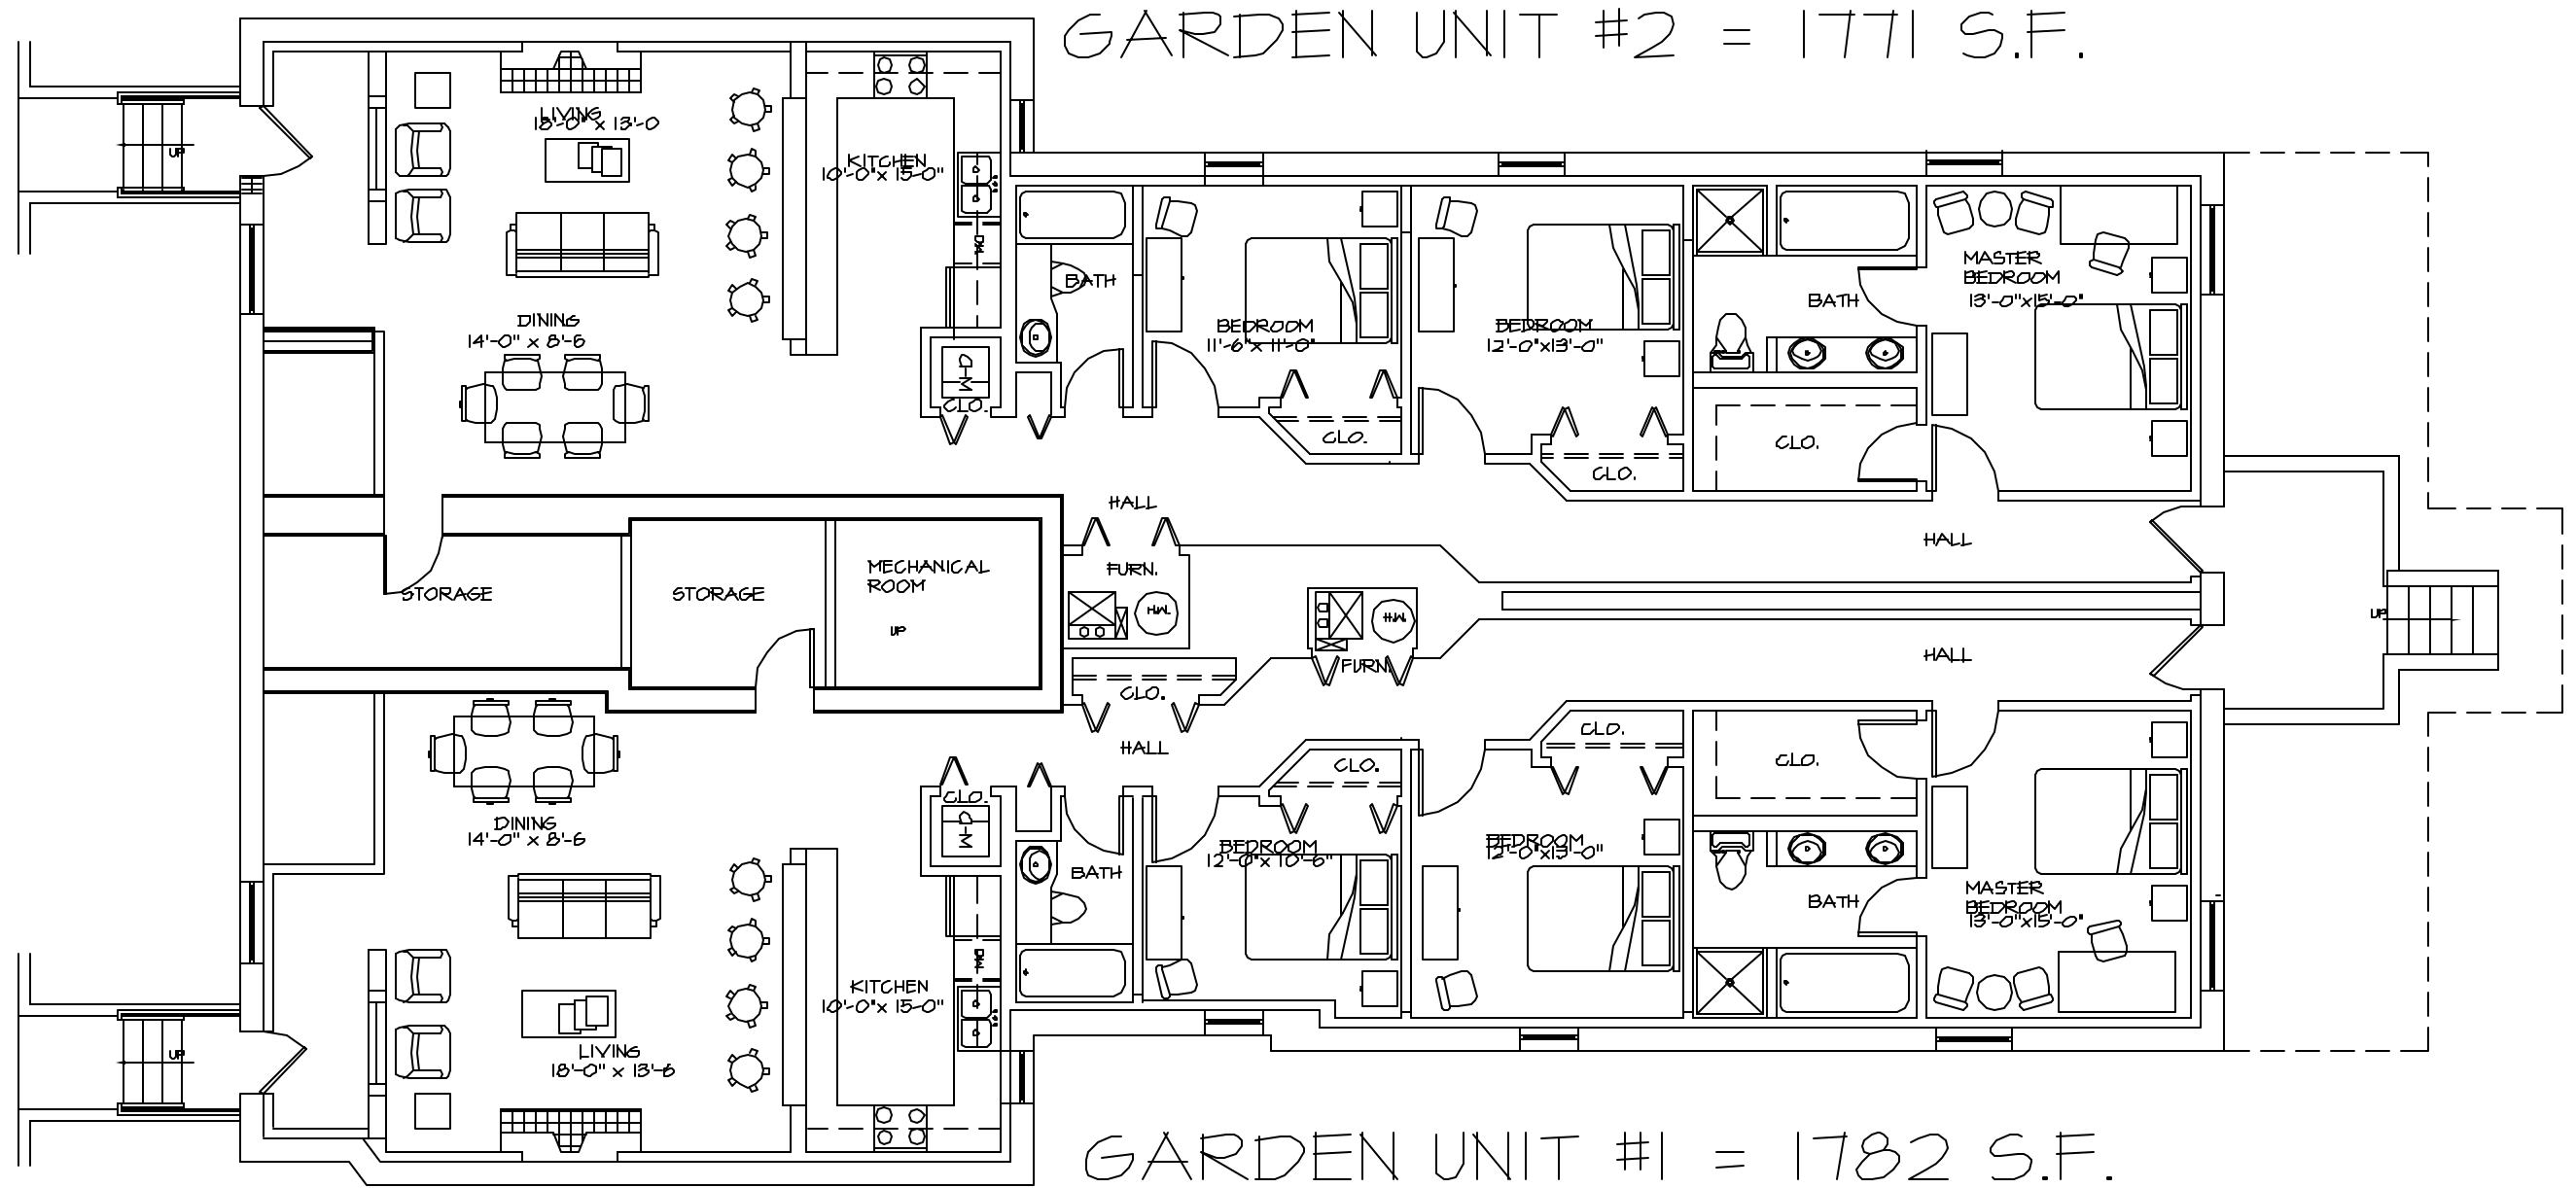 GARDEN UNIT #2 = 1771 S.F.
LIVING
18'-0" x 13'-0
UP
KITCHEN
10'-0"x 15-0"
DW
BATH
DINING
14'-0" x 8'-6
CLO.
BEDROOM
11'-6"x 11'-0"
CLO.
BEDROOM
12'-0"x13'-0"
CLO.
BATH
CLO.
MASTER
BEDROOM
13'-0"x15'-0"
HALL
HALL
STORAGE
STORAGE
MECHANICAL
ROOM
UP
FURN.
HW.
HW.
FURN.
UP
HALL
CLO.
HALL
DINING
14'-0" x 8'-6
CLO.
BATH
CLO.
BEDROOM
12'-0"x 10'-6"
CLO.
BEDROOM
12'-0"x13'-0"
CLO.
BATH
MASTER
BEDROOM
13'-0"x15'-0"
DW
KITCHEN
10'-0"x 15-0"
LIVING
18'-0" x 13'-6
UP
GARDEN UNIT #1 = 1782 S.F.